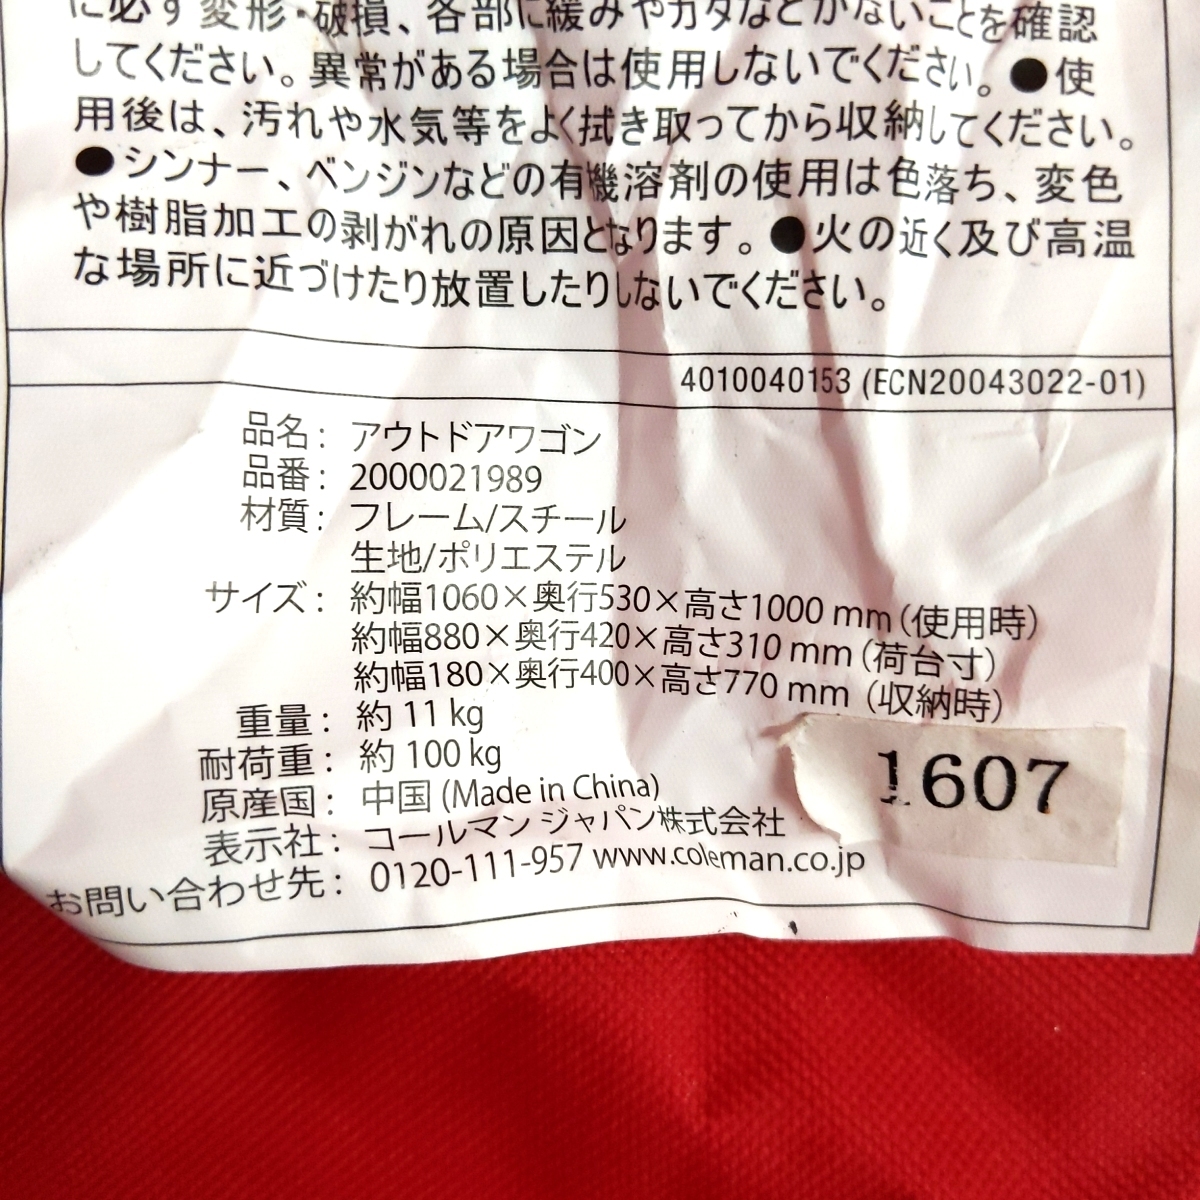 に必ず変形・破損、各部に緩みやガタなどがないことを確認
してください。異常がある場合は使用しないでください。●使
用後は、汚れや水気等をよく拭き取ってから収納してください。
●シンナー、ベンジンなどの有機溶剤の使用は色落ち、変色
や樹脂加工の剥がれの原因となります。●火の近く及び高温
な場所に近づけたり放置したりしないでください。
4010040153 (ECN20043022-01)
品名: アウトドアワゴン
品番: 2000021989
材質: フレーム/スチール
生地/ポリエステル
サイズ: 約幅1060×奥行530×高さ1000 mm(使用時)
約幅880×奥行420×高さ310 mm(荷台寸)
約幅180×奥行400×高さ770 mm (収納時)
重量: 約 11 kg
耐荷重: 約 100 kg
原産国: 中国 (Made in China)
表示社: コールマン ジャパン株式会社
お問い合わせ先: 0120-111-957 www.coleman.co.jp
1607